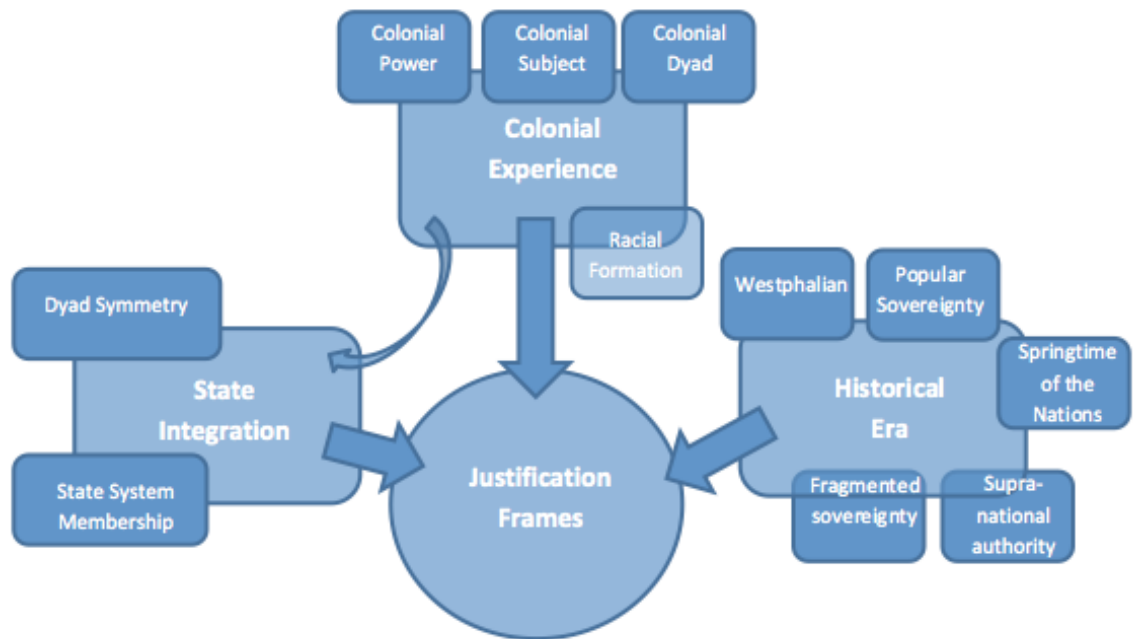 Colonial
Power
Colonial
Subject
Colonial
Dyad
Colonial
Experience
Racial
Formation
Dyad Symmetry
State
Integration
State System
Membership
Westphalian
Popular
Sovereignty
Springtime
of the
Nations
Historical
Era
Fragmented
sovereignty
Supra-
national
authority
Justification
Frames